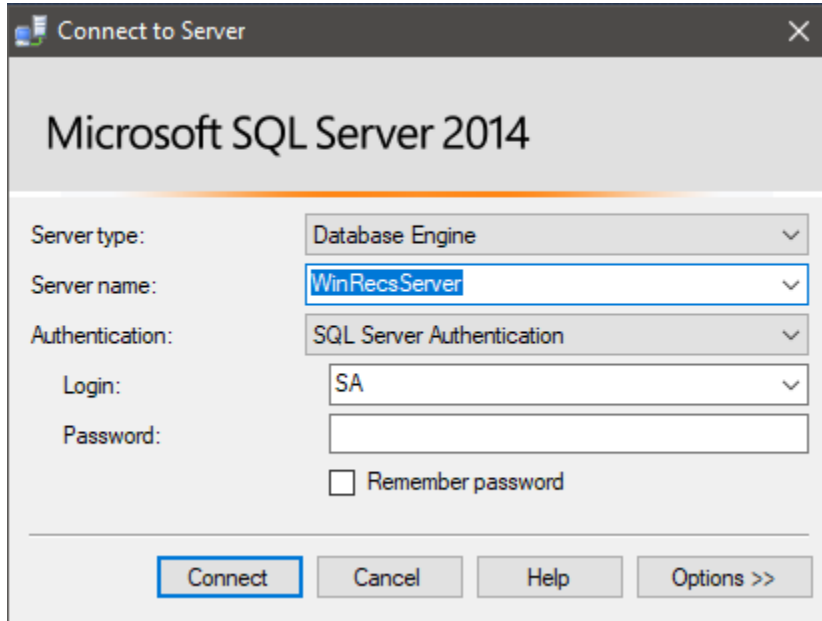 Connect to Server
Microsoft SQL Server 2014
Server type: Database Engine
Server name: WinRecsServer
Authentication: SQL Server Authentication
Login: SA
Password:
Remember password
Connect Cancel Help Options >>